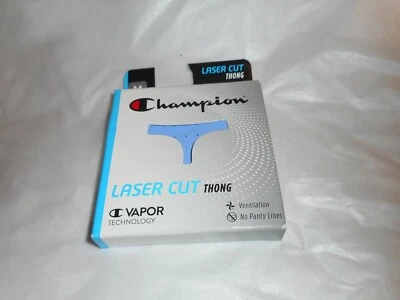 LASER CUT
THONG
M
Champion
LASER CUT THONG
VAPOR
TECHNOLOGY
Ventilation
No Panty Lines